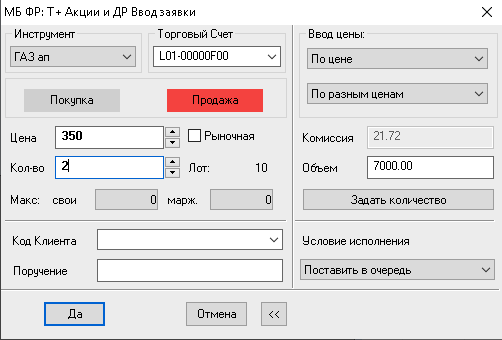 МБ ФР: Т+ Акции и ДР Ввод заявки
Инструмент
Торговый Счет
Ввод цены:
ГАЗ ап
L01-00000F00
По цене
По разным ценам
Покупка
Продажа
Цена
350
Рыночная
Комиссия
21.72
Кол-во
2
Лот:
10
Объем
7000.00
Макс:
свои
0
марж.
0
Задать количество
Код Клиента
Условие исполнения
Поручение
Поставить в очередь
Да
Отмена
<<